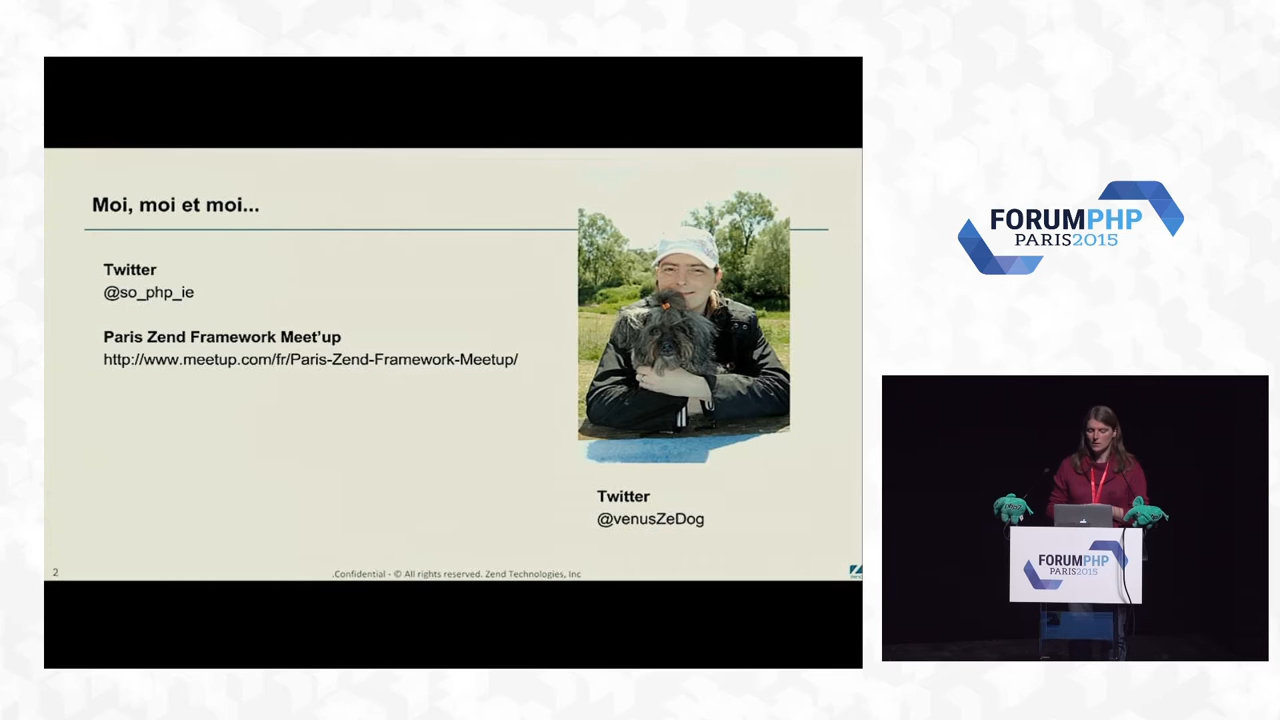 Moi, moi et moi...
Twitter
@so_php_ie
Paris Zend Framework Meet'up
http://www.meetup.com/fr/Paris-Zend-Framework-Meetup/
Twitter
@venusZeDog
2
.Confidential - © All rights reserved. Zend Technologies, Inc
FORUMPHP
PARIS2015
php
FORUMPHP
PARIS2015